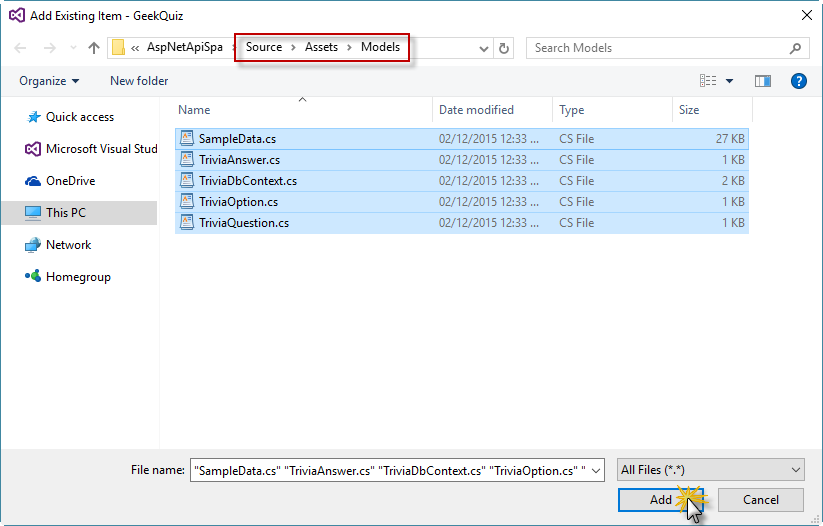 Add Existing Item - GeekQuiz
« AspNetApiSpa > Source > Assets > Models
Search Models
Organize
New folder
?
Quick access
Microsoft Visual Stud
OneDrive
This PC
Network
Homegroup
Name Date modified Type Size
SampleData.cs 02/12/2015 12:33 ... CS File 27 KB
TriviaAnswer.cs 02/12/2015 12:33 ... CS File 1 KB
TriviaDbContext.cs 02/12/2015 12:33 ... CS File 2 KB
TriviaOption.cs 02/12/2015 12:33 ... CS File 1 KB
TriviaQuestion.cs 02/12/2015 12:33 ... CS File 1 KB
File name: "SampleData.cs" "TriviaAnswer.cs" "TriviaDbContext.cs" "TriviaOption.cs" "
All Files (*.*)
Add
Cancel